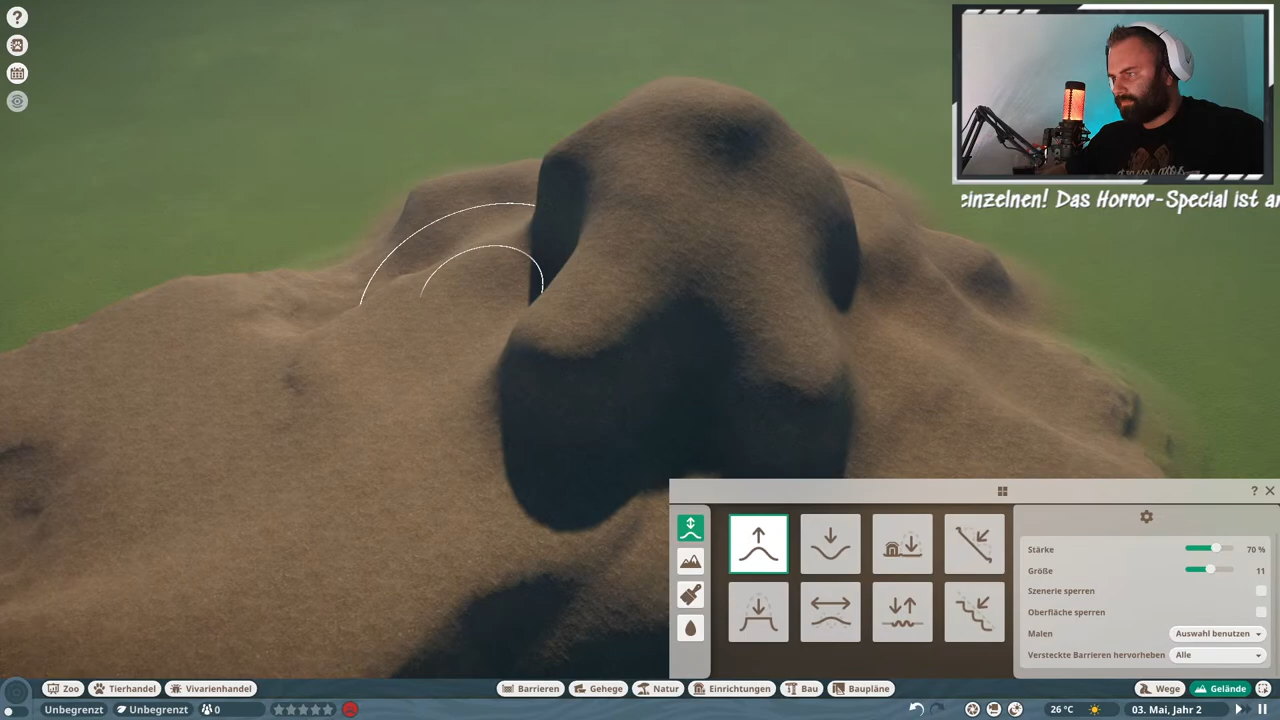 einzelnen! Das Horror-Special ist ar
Stärke 70 %
Größe 11
Szenerie sperren
Oberfläche sperren
Malen Auswahl benutzen
Versteckte Barrieren hervorheben Alle
Zoo Tierhandel Vivarienhandel Barrieren Gehege Natur Einrichtungen Bau Baupläne Wege Gelände
Unbegrenzt Unbegrenzt 0 26 °C 03. Mai, Jahr 2